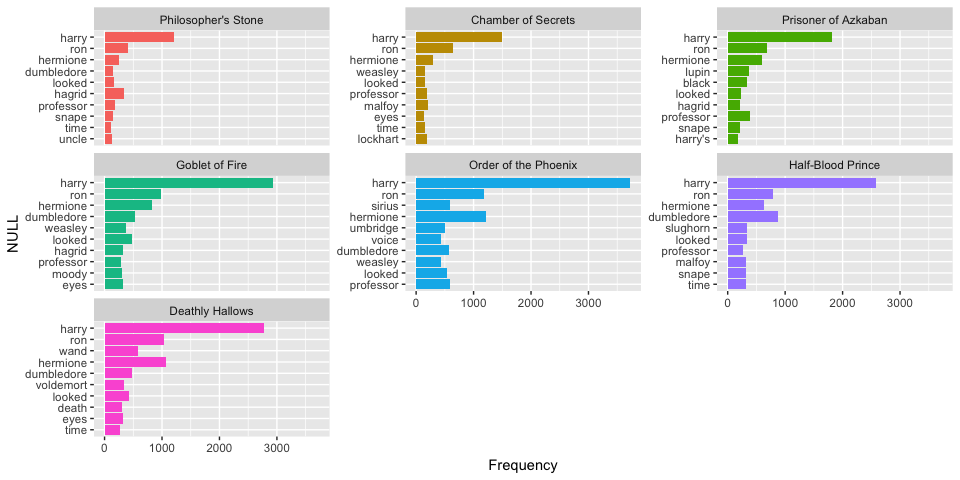 Philosopher's Stone
harry
ron
hermione
dumbledore
looked
hagrid
professor
snape
time
uncle
Chamber of Secrets
harry
ron
hermione
weasley
looked
professor
malfoy
eyes
time
lockhart
Prisoner of Azkaban
harry
ron
hermione
lupin
black
looked
hagrid
professor
snape
harry's
Goblet of Fire
harry
ron
hermione
dumbledore
weasley
looked
hagrid
professor
moody
eyes
Order of the Phoenix
harry
ron
sirius
hermione
umbridge
voice
dumbledore
weasley
looked
professor
0 1000 2000 3000
Half-Blood Prince
harry
ron
hermione
dumbledore
slughorn
looked
professor
malfoy
snape
time
0 1000 2000 3000
Deathly Hallows
harry
ron
wand
hermione
dumbledore
voldemort
looked
death
eyes
time
0 1000 2000 3000
NULL
Frequency